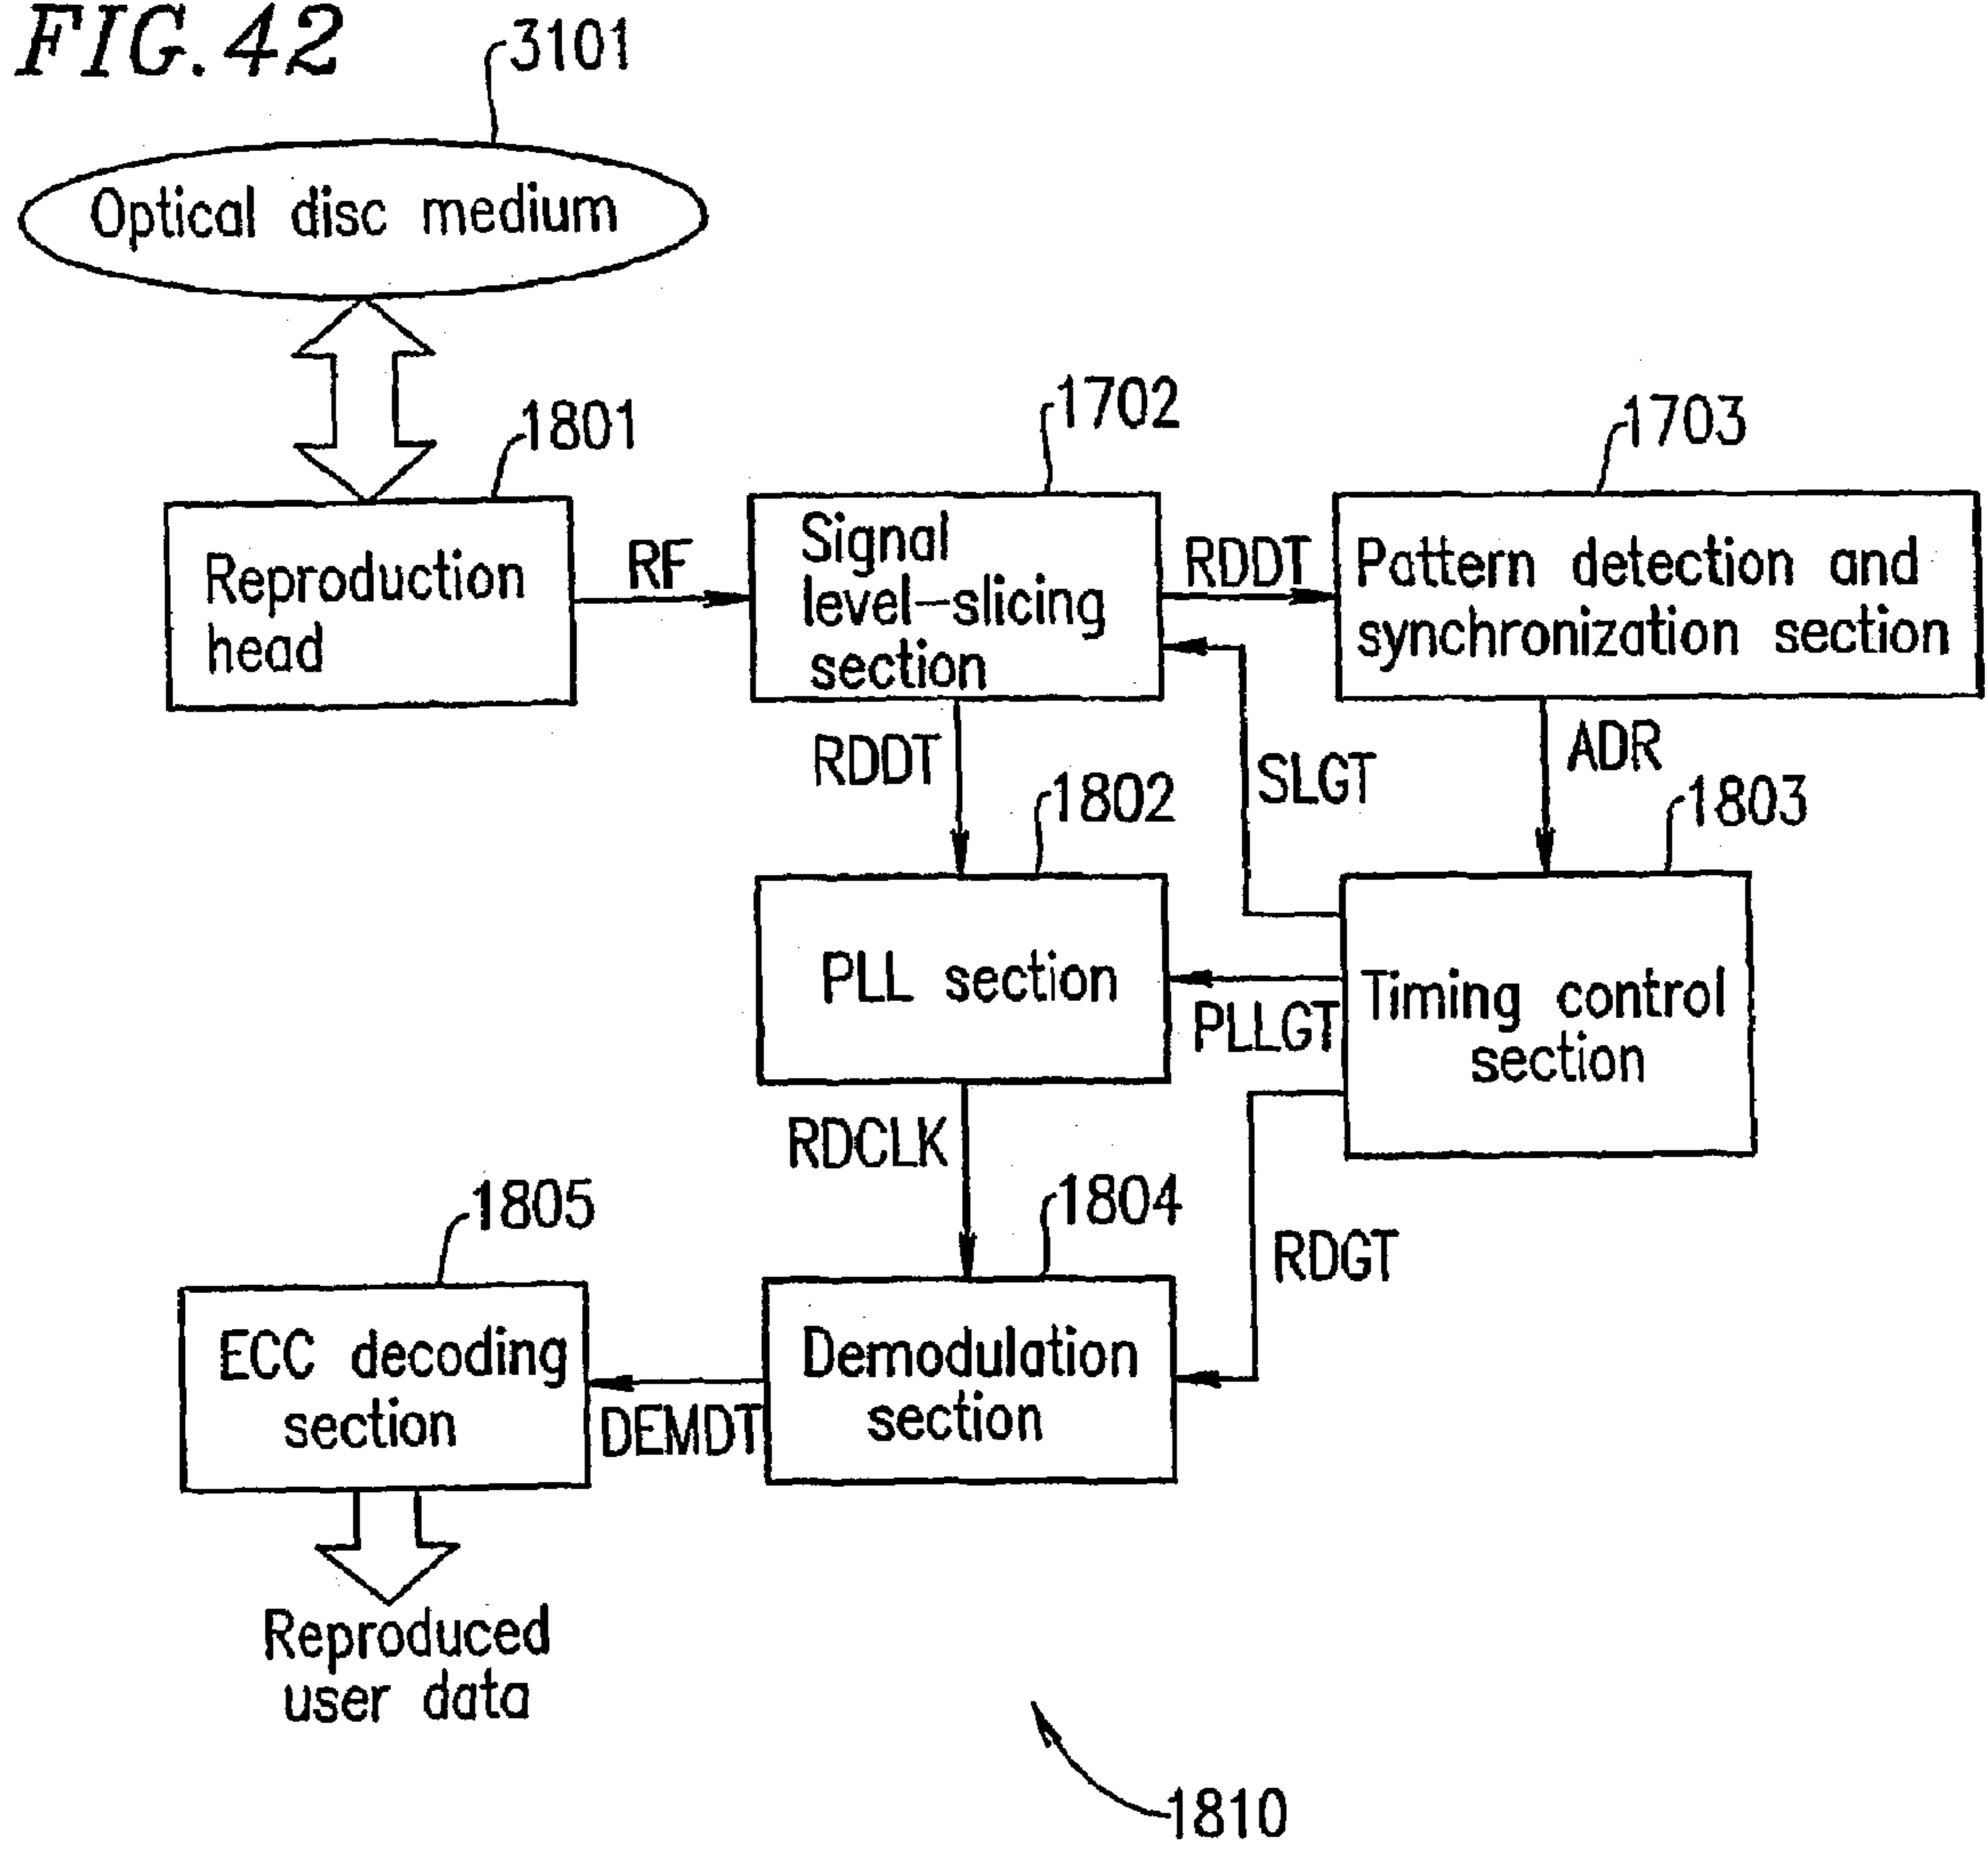 FIG. 42
3101
Optical disc medium
1801
1702
1703
Reproduction
head
RF
Signal
level-slicing
section
RDDT
Pattern detection and
synchronization section
RDDT
SLGT
ADR
1802
1803
PLL section
PLLGT
Timing control
section
RDCLK
1805
1804
RDGT
ECC decoding
section
DEMDT
Demodulation
section
Reproduced
user data
1810